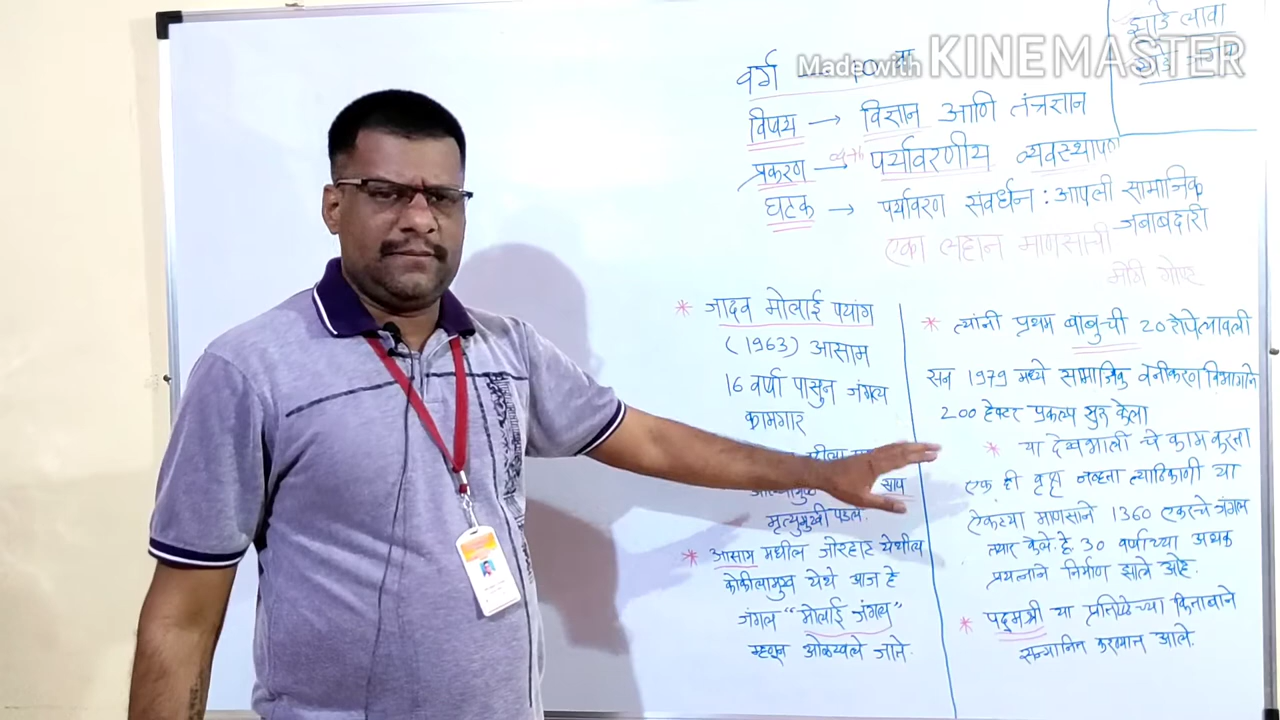 झाडे लावा
झाडे
Made with KINEMASTER
वर्ग — 10 वा
विषय → विज्ञान आणि तंत्रज्ञान
प्रकरण → पर्यावरणीय व्यवस्थापन
घटक → पर्यावरण संवर्धन : आपली सामाजिक
जबाबदारी
एका लहान माणसाची
मोठी गोष्ट
* जादव मोलाई पयांग
(1963) आसाम
16 वर्षा पासुन जंगल
कामगार
साप
मृत्युमुखी पडले.
* आसाम मधील जोरहार येथील
कोकीलामुख येथे आज हे
जंगल "मोलाई जंगल"
म्हणून ओळखले जाते.
* त्यांनी प्रथम बांबुची 20 रोपे लावली
सन 1979 मध्ये सामाजिक वनीकरण विभागाने
200 हेक्टर प्रकल्प सुरू केला
* या देखभाली चे काम करता
एक ही वृक्ष नव्हता त्याठिकाणी या
ऐकट्या माणसाने 1360 एकरचे जंगल
तयार केले. हे 30 वर्षाच्या अथक
प्रयत्नाने निर्माण झाले आहे.
* पद्मश्री या प्रतिष्ठेच्या किताबाने
सन्मानित करण्यात आले.